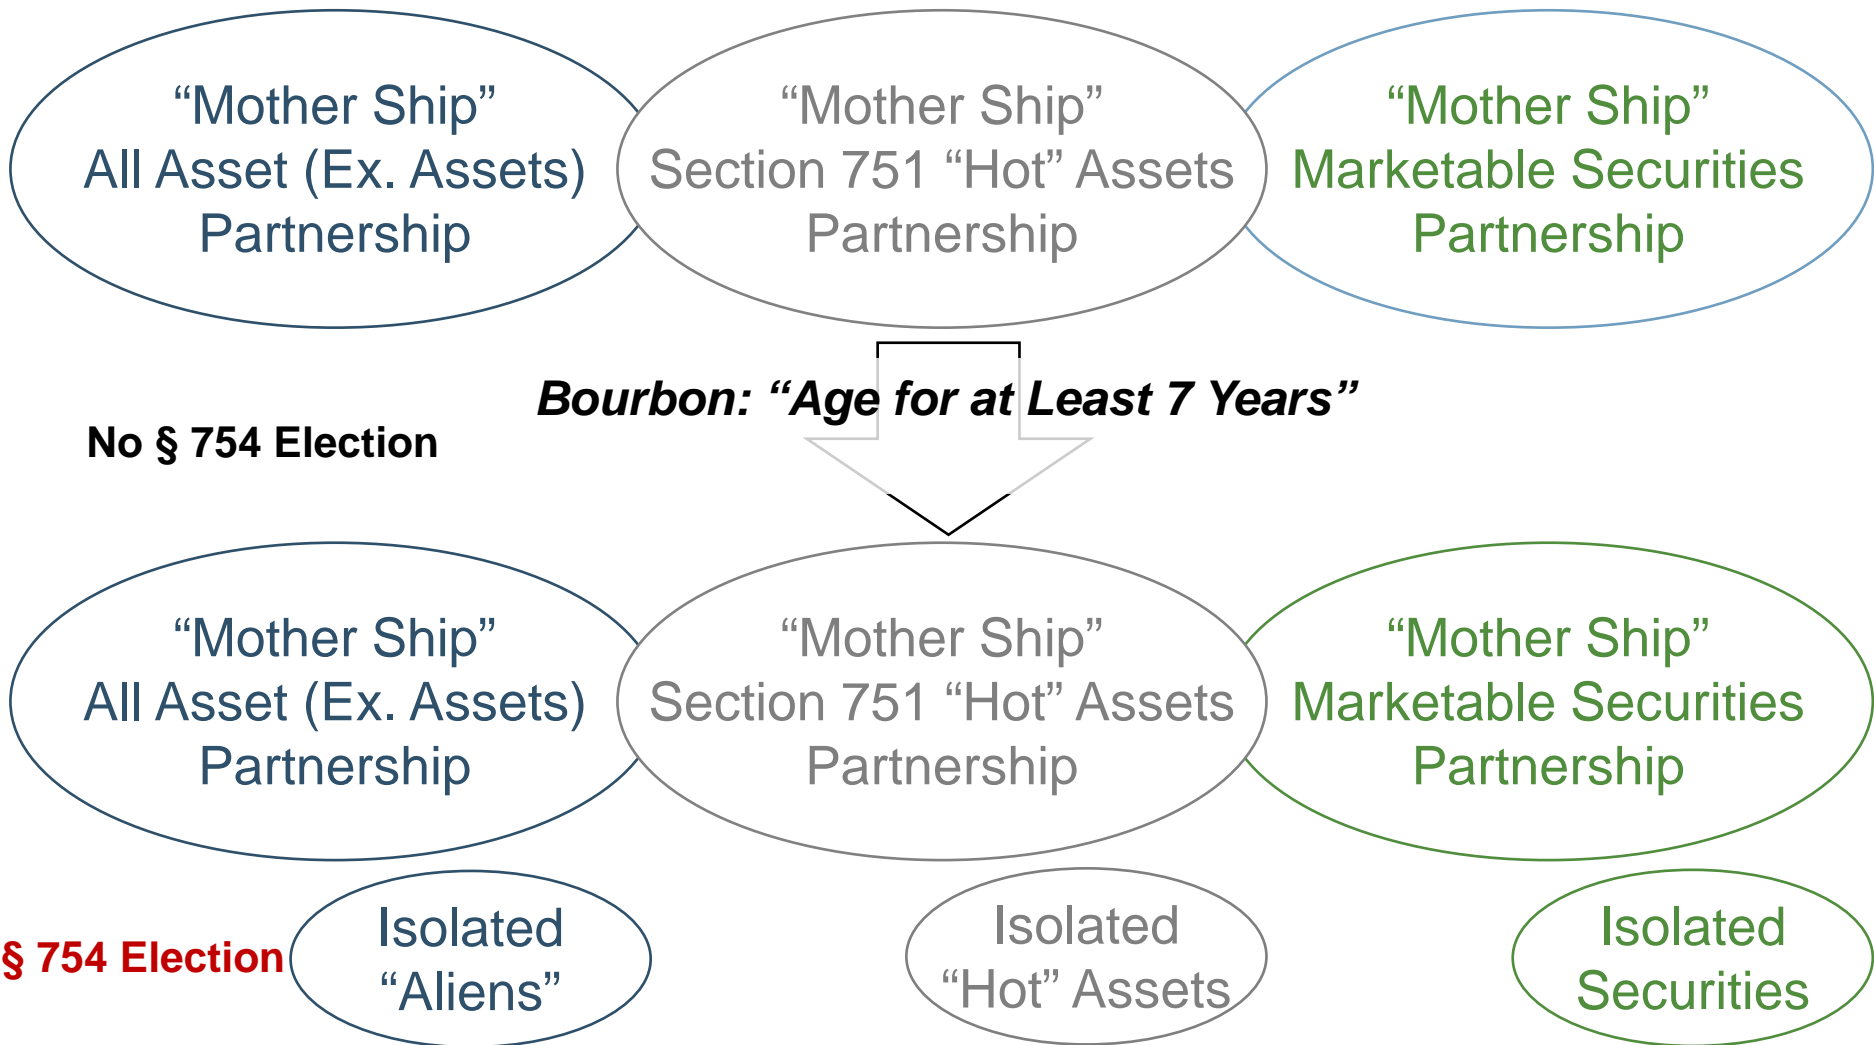 “Mother Ship”
All Asset (Ex. Assets)
Partnership
“Mother Ship”
Section 751 “Hot” Assets
Partnership
“Mother Ship”
Marketable Securities
Partnership
Bourbon: “Age for at Least 7 Years”
No § 754 Election
“Mother Ship”
All Asset (Ex. Assets)
Partnership
“Mother Ship”
Section 751 “Hot” Assets
Partnership
“Mother Ship”
Marketable Securities
Partnership
§ 754 Election
Isolated
“Aliens”
Isolated
“Hot” Assets
Isolated
Securities